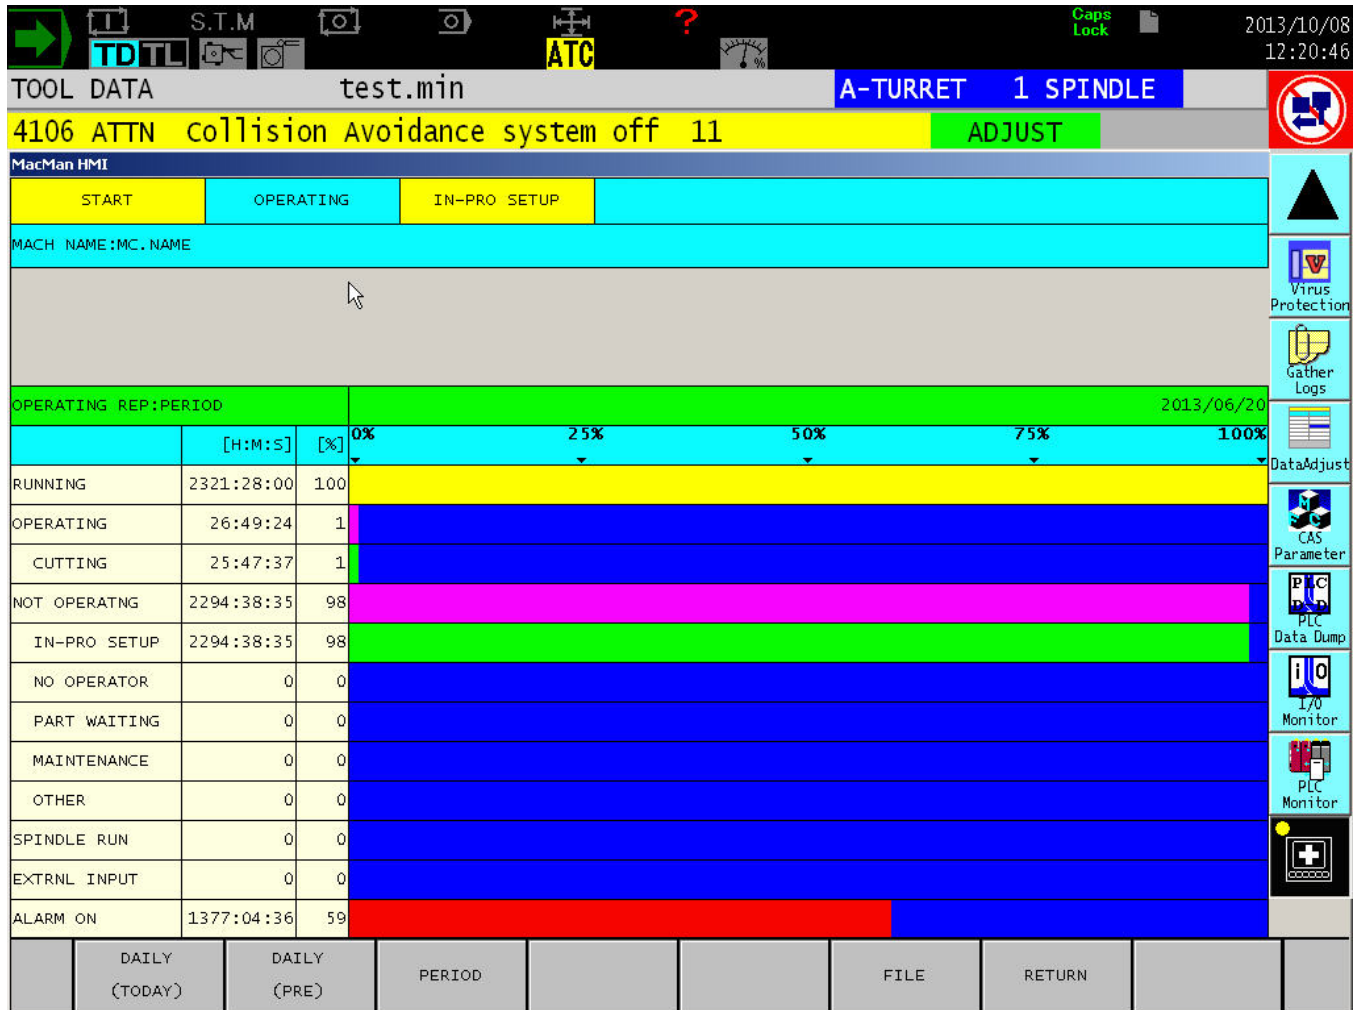 S.T.M
Caps Lock
2013/10/08
TD TL
ATC
%
12:20:46
?
TOOL DATA test.min A-TURRET 1 SPINDLE
4106 ATTN Collision Avoidance system off 11 ADJUST
MacMan HMI
START OPERATING IN-PRO SETUP
MACH NAME:MC.NAME
OPERATING REP:PERIOD 2013/06/20
[H:M:S] [%] 0% 25% 50% 75% 100%
RUNNING 2321:28:00 100
OPERATING 26:49:24 1
CUTTING 25:47:37 1
NOT OPERATNG 2294:38:35 98
IN-PRO SETUP 2294:38:35 98
NO OPERATOR 0 0
PART WAITING 0 0
MAINTENANCE 0 0
OTHER 0 0
SPINDLE RUN 0 0
EXTRNL INPUT 0 0
ALARM ON 1377:04:36 59
V
Virus
Protection
Gather
Logs
DataAdjust
CAS
Parameter
PLC
PLC
Data Dump
i O
I/O
Monitor
PLC
Monitor
DAILY
(TODAY)
DAILY
(PRE)
PERIOD
FILE
RETURN